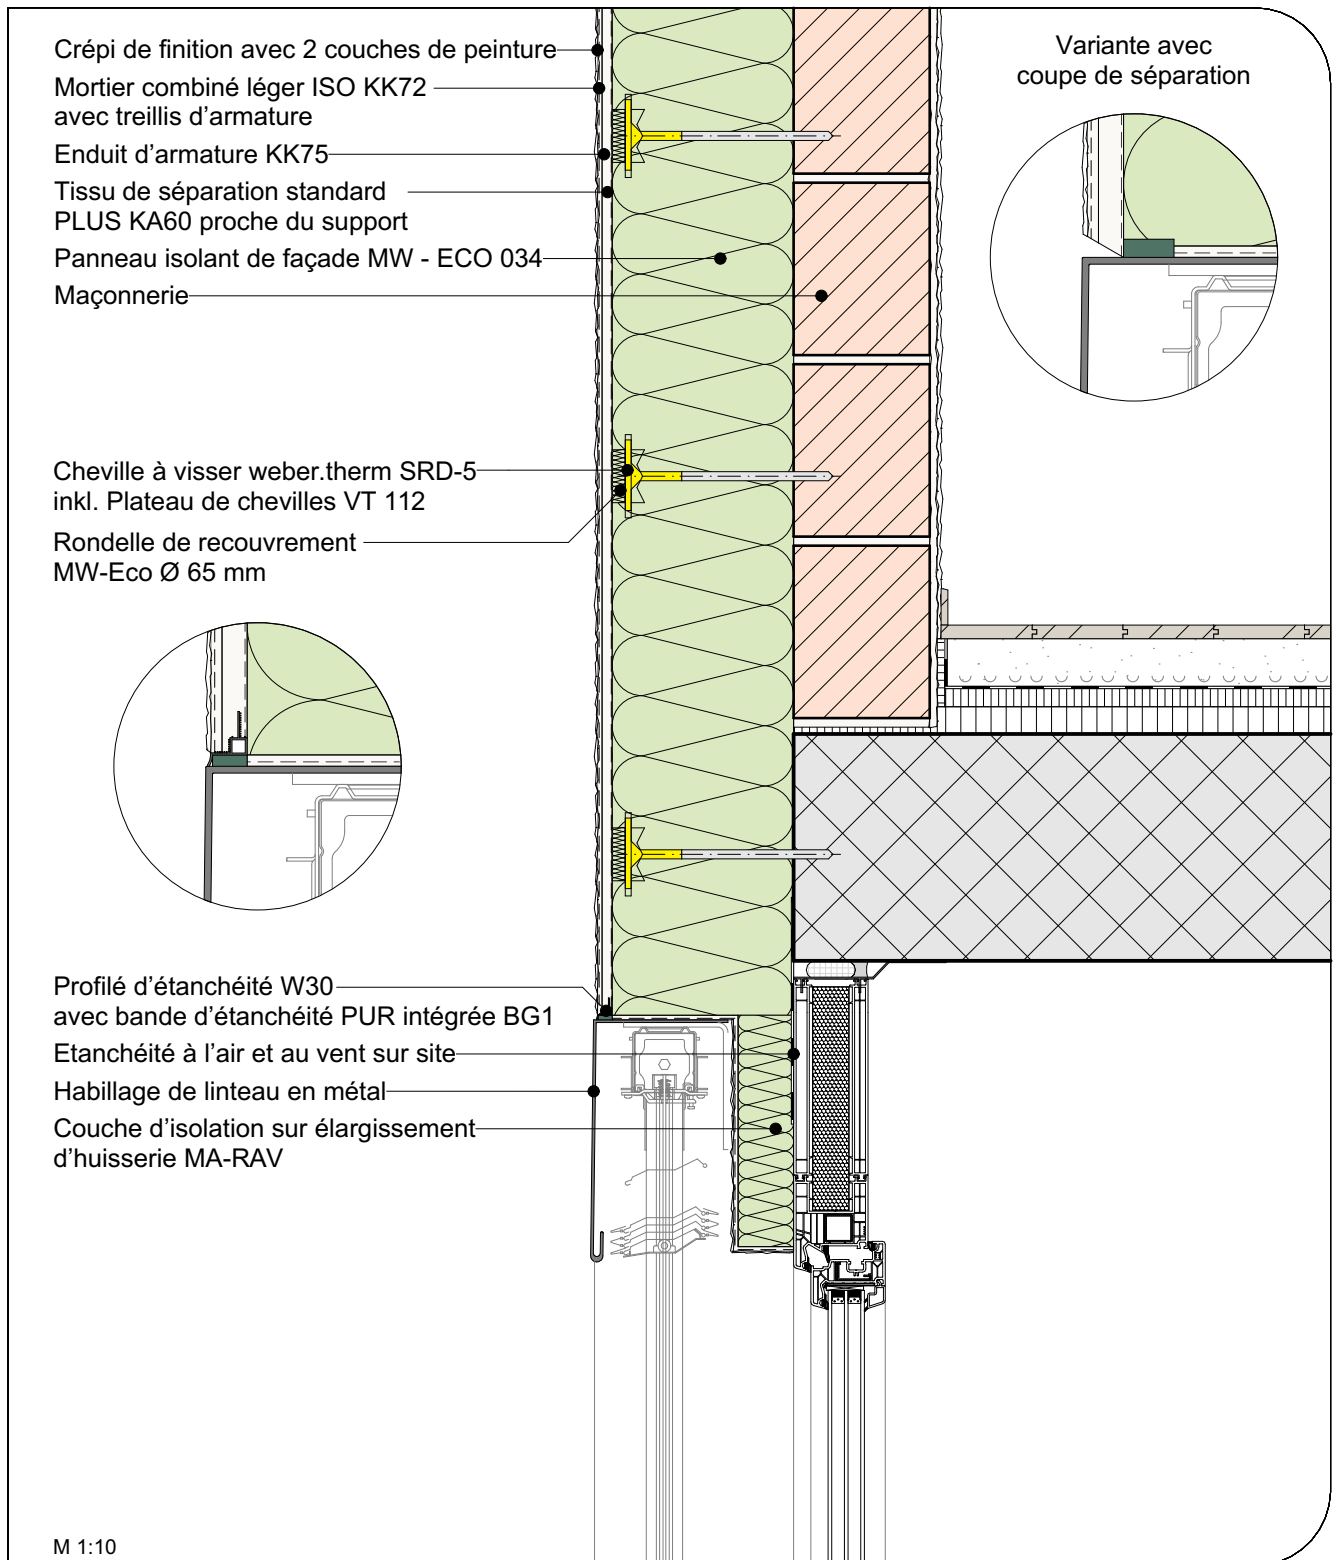 Crépi de finition avec 2 couches de peinture
Mortier combiné léger ISO KK72
avec treillis d'armature
Enduit d'armature KK75
Tissu de séparation standard
PLUS KA60 proche du support
Panneau isolant de façade MW - ECO 034
Maçonnerie
Variante avec
coupe de séparation
Cheville à visser weber.therm SRD-5
inkl. Plateau de chevilles VT 112
Rondelle de recouvrement
MW-Eco Ø 65 mm
Profilé d'étanchéité W30
avec bande d'étanchéité PUR intégrée BG1
Etanchéité à l'air et au vent sur site
Habillage de linteau en métal
Couche d'isolation sur élargissement
d'huisserie MA-RAV
M 1:10